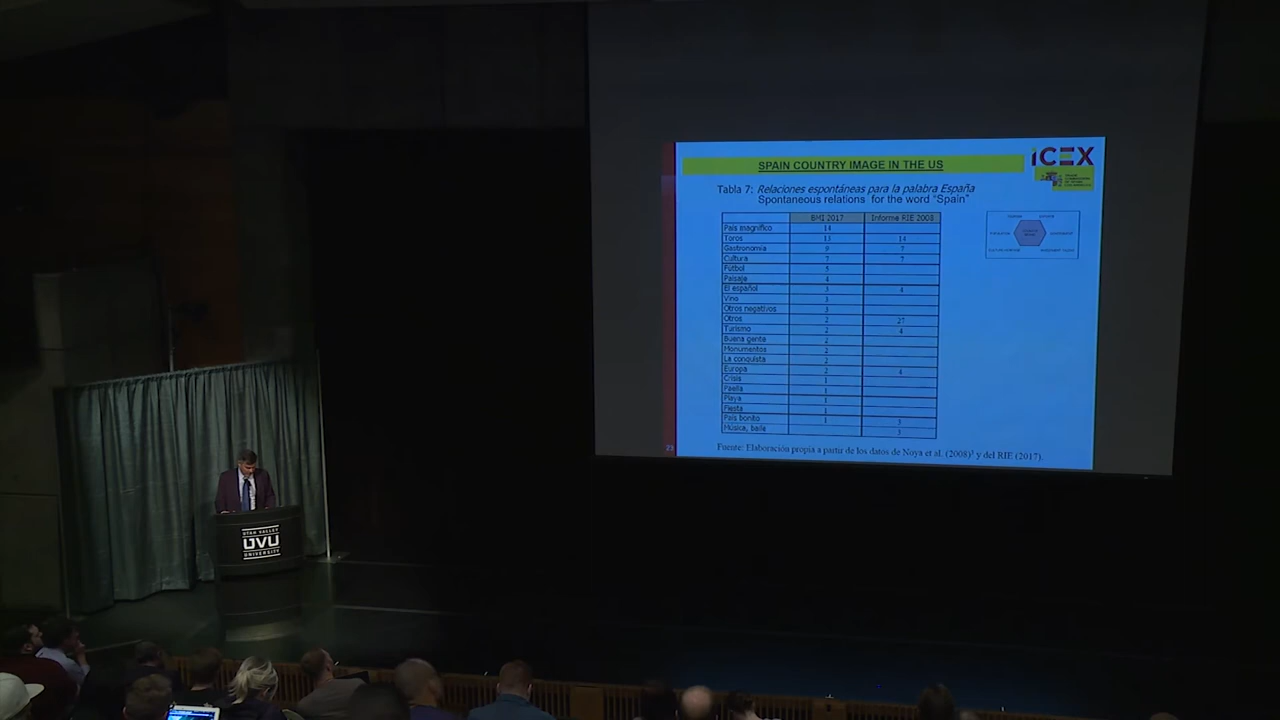 SPAIN COUNTRY IMAGE IN THE US
ICEX
Tabla 7: Relaciones espontáneas para la palabra España
Spontaneous relations for the word "Spain"
BMI 2017 Informe RIE 2008
País magnífico 14
Toros 13 14
Gastronomía 9 7
Cultura 7 7
Fútbol 5
Paisaje 4
El español 3 4
Vino 3
Otros negativos 3
Otros 2 27
Turismo 2 4
Buena gente 2
Monumentos 2
La conquista 2
Europa 2 4
Crisis 1
Paella 1
Playa 1
Fiesta 1
País bonito 1 3
Música, baile 3
Fuente: Elaboración propia a partir de los datos de Noya et al. (2008)³ y del RIE (2017).
UTAH VALLEY
UVU
UNIVERSITY